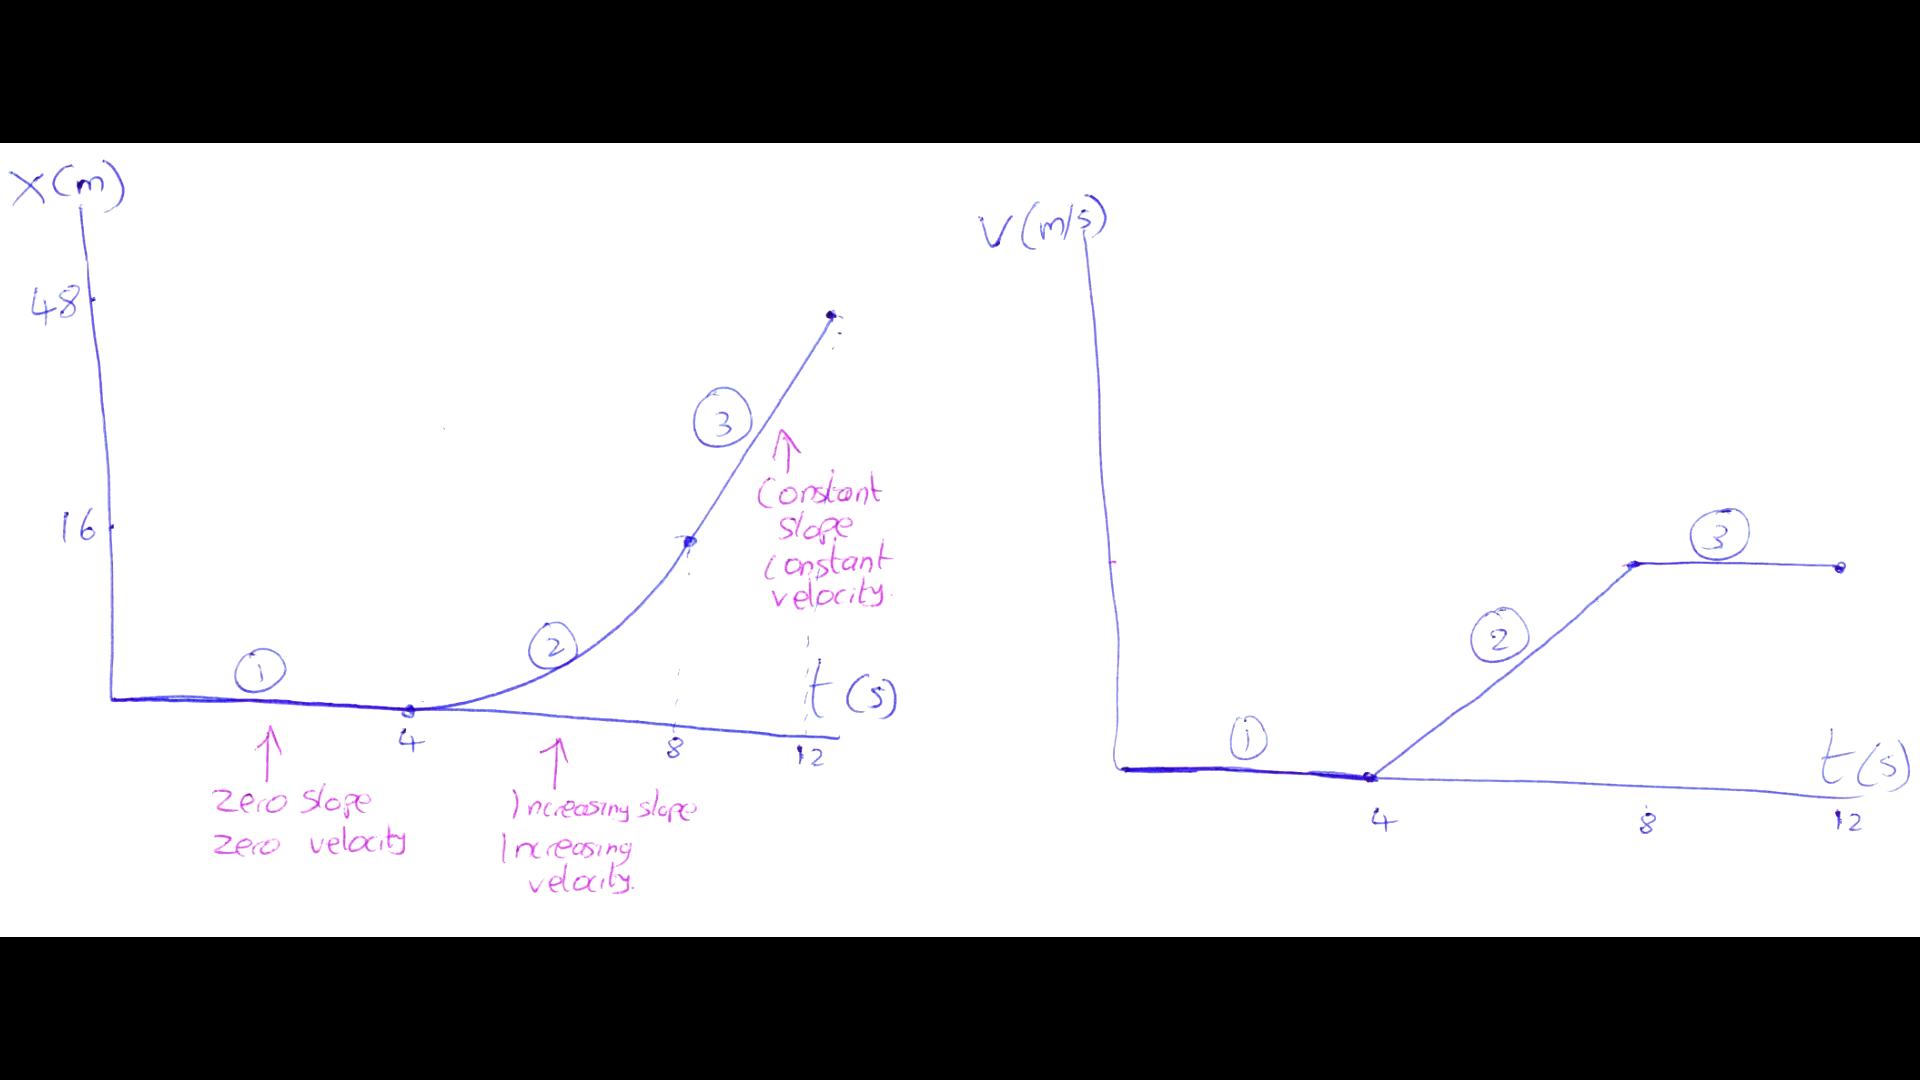 X(m)
48
16
①
②
③
Constant
slope
constant
velocity.
t(s)
4
8
12
Zero slope
zero velocity
Increasing slope
Increasing
velocity.
V(m/s)
①
②
③
t(s)
4
8
12